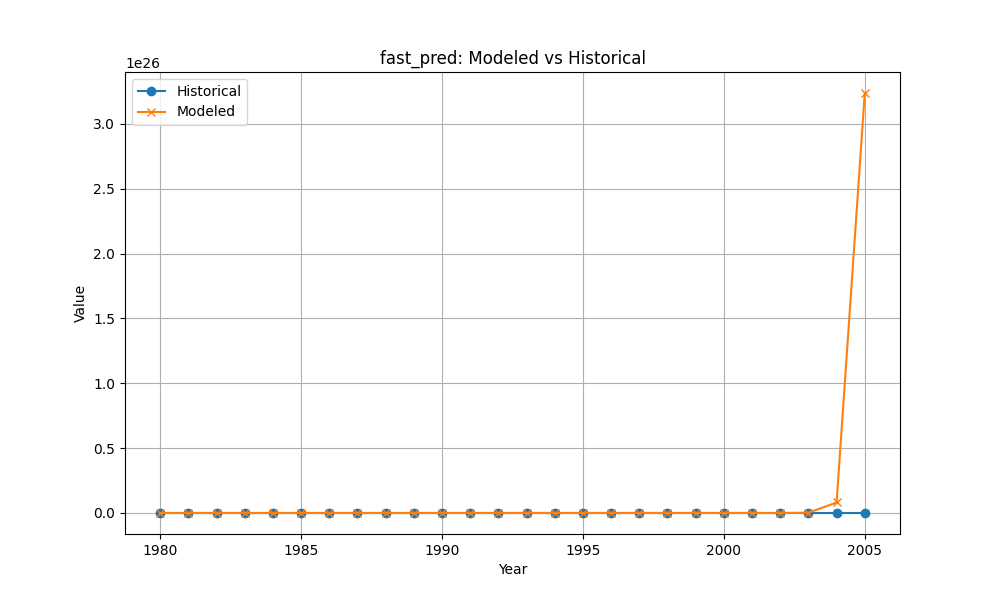 fast_pred: Modeled vs Historical
1e26
Historical
Modeled
3.0
2.5
2.0
1.5
1.0
0.5
0.0
Value
1980 1985 1990 1995 2000 2005
Year